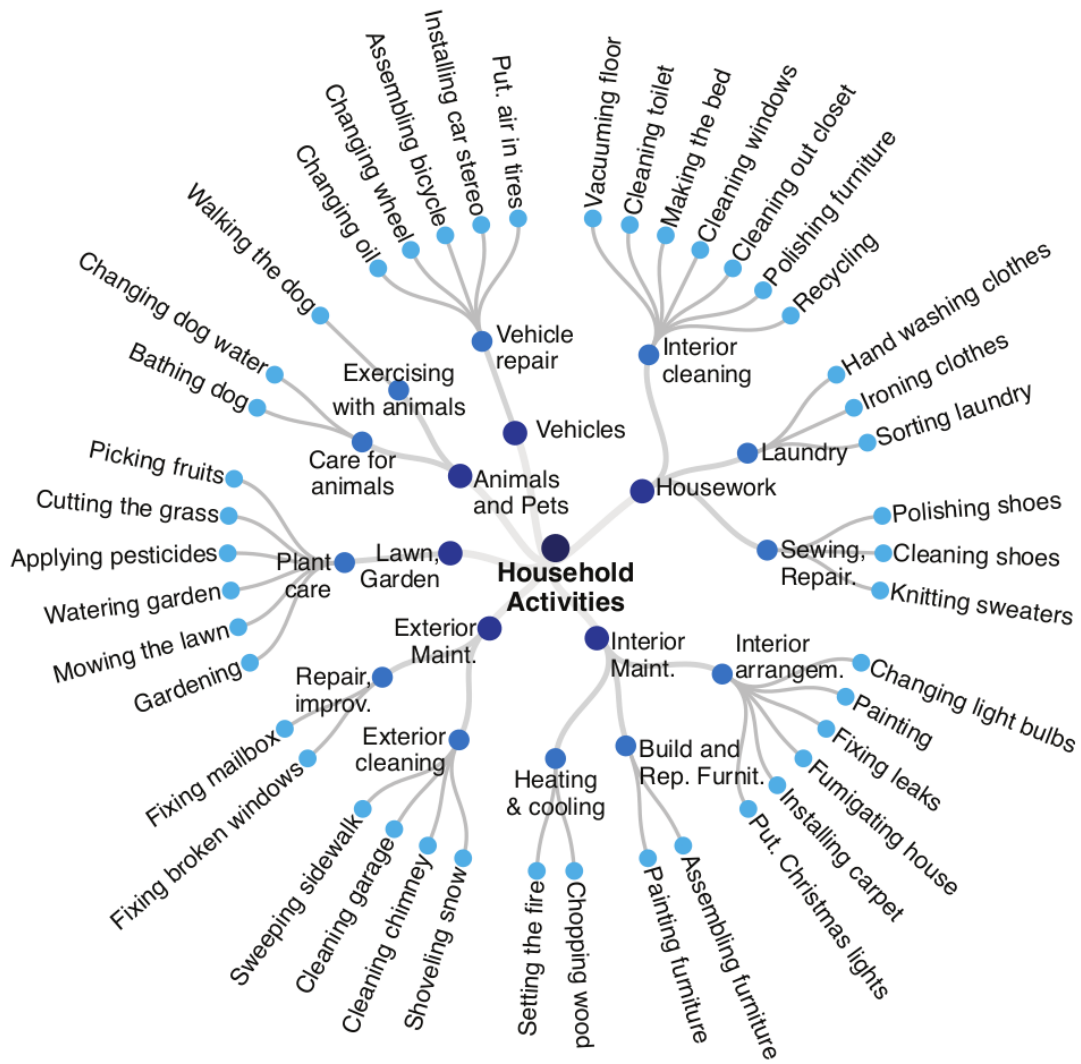 Household
Activities
Vehicles
Vehicle
repair
Changing oil
Changing wheel
Assembling bicycle
Installing car stereo
Put. air in tires
Housework
Interior
cleaning
Vacuuming floor
Cleaning toilet
Making the bed
Cleaning windows
Cleaning out closet
Polishing furniture
Recycling
Laundry
Hand washing clothes
Ironing clothes
Sorting laundry
Sewing,
Repair.
Polishing shoes
Cleaning shoes
Knitting sweaters
Interior
Maint.
Interior
arrangem.
Changing light bulbs
Painting
Fixing leaks
Fumigating house
Installing carpet
Put. Christmas lights
Build and
Rep. Furnit.
Assembling furniture
Painting furniture
Heating
& cooling
Chopping wood
Setting the fire
Exterior
Maint.
Exterior
cleaning
Shoveling snow
Cleaning chimney
Cleaning garage
Sweeping sidewalk
Repair,
improv.
Fixing broken windows
Fixing mailbox
Lawn,
Garden
Plant
care
Gardening
Mowing the lawn
Watering garden
Applying pesticides
Cutting the grass
Picking fruits
Animals
and Pets
Care for
animals
Bathing dog
Changing dog water
Exercising
with animals
Walking the dog